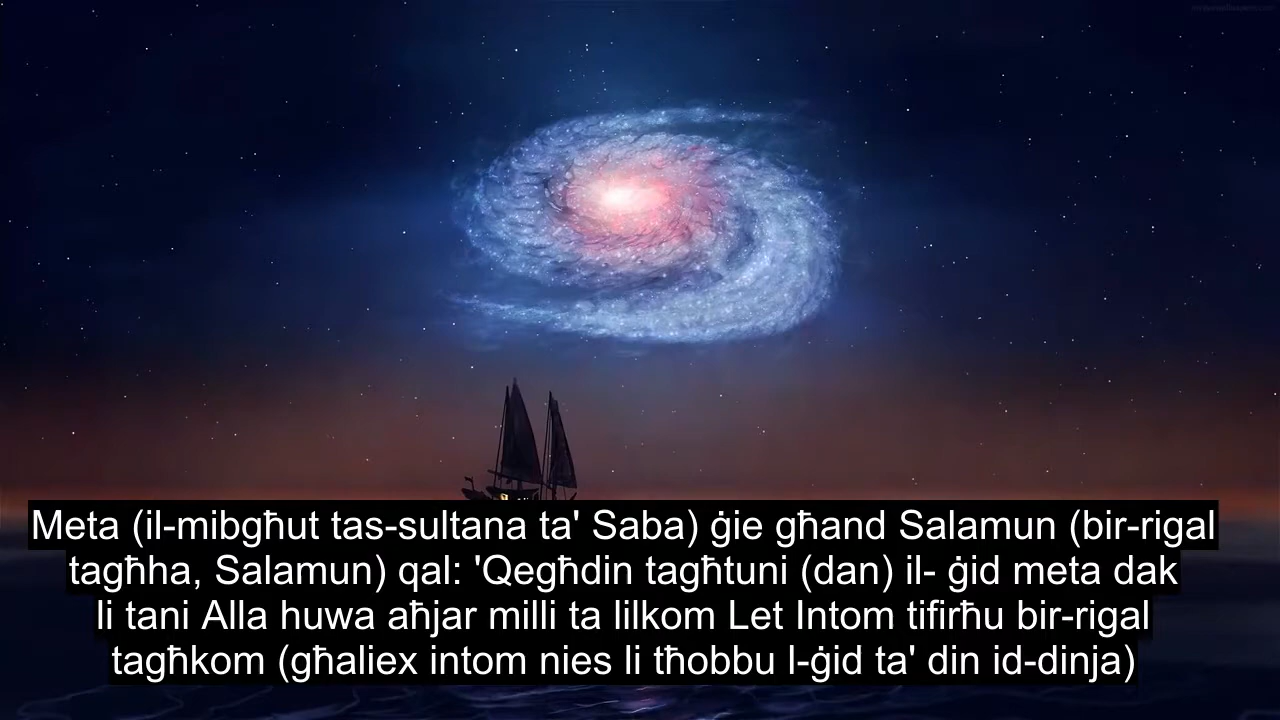 Meta (il-mibgħut tas-sultana ta' Saba) ġie għand Salamun (bir-rigal
tagħha, Salamun) qal: 'Qegħdin tagħtuni (dan) il- ġid meta dak
li tani Alla huwa aħjar milli ta lilkom Let Intom tifirħu bir-rigal
tagħkom (għaliex intom nies li tħobbu l-ġid ta' din id-dinja)